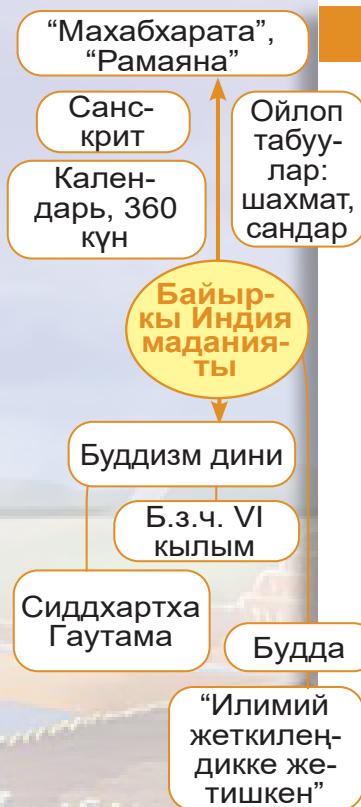 “Махабхарата”,
“Рамаяна”
Санс-
крит
Кален-
дарь, 360
күн
Ойлоп
табуу-
лар:
шахмат,
сандар
Байыр-
кы Индия
мадания-
ты
Буддизм дини
Б.з.ч. VI
кылым
Сиддхартха
Гаутама
Будда
“Илимий
жеткилең-
дикке же-
тишкен”